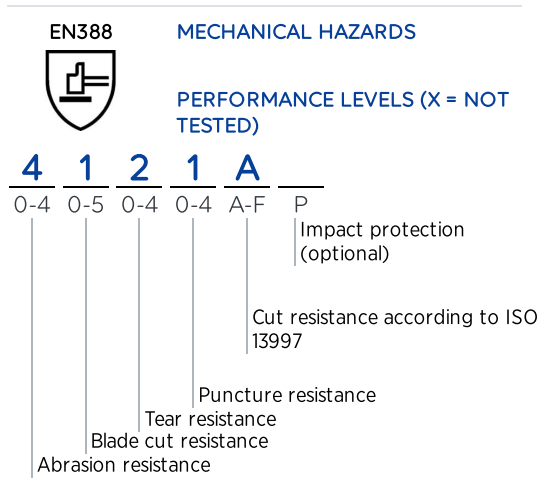 EN388
MECHANICAL HAZARDS
PERFORMANCE LEVELS (X = NOT
TESTED)
4 1 2 1 A
0-4 0-5 0-4 0-4 A-F P
Impact protection
(optional)
Cut resistance according to ISO
13997
Puncture resistance
Tear resistance
Blade cut resistance
Abrasion resistance